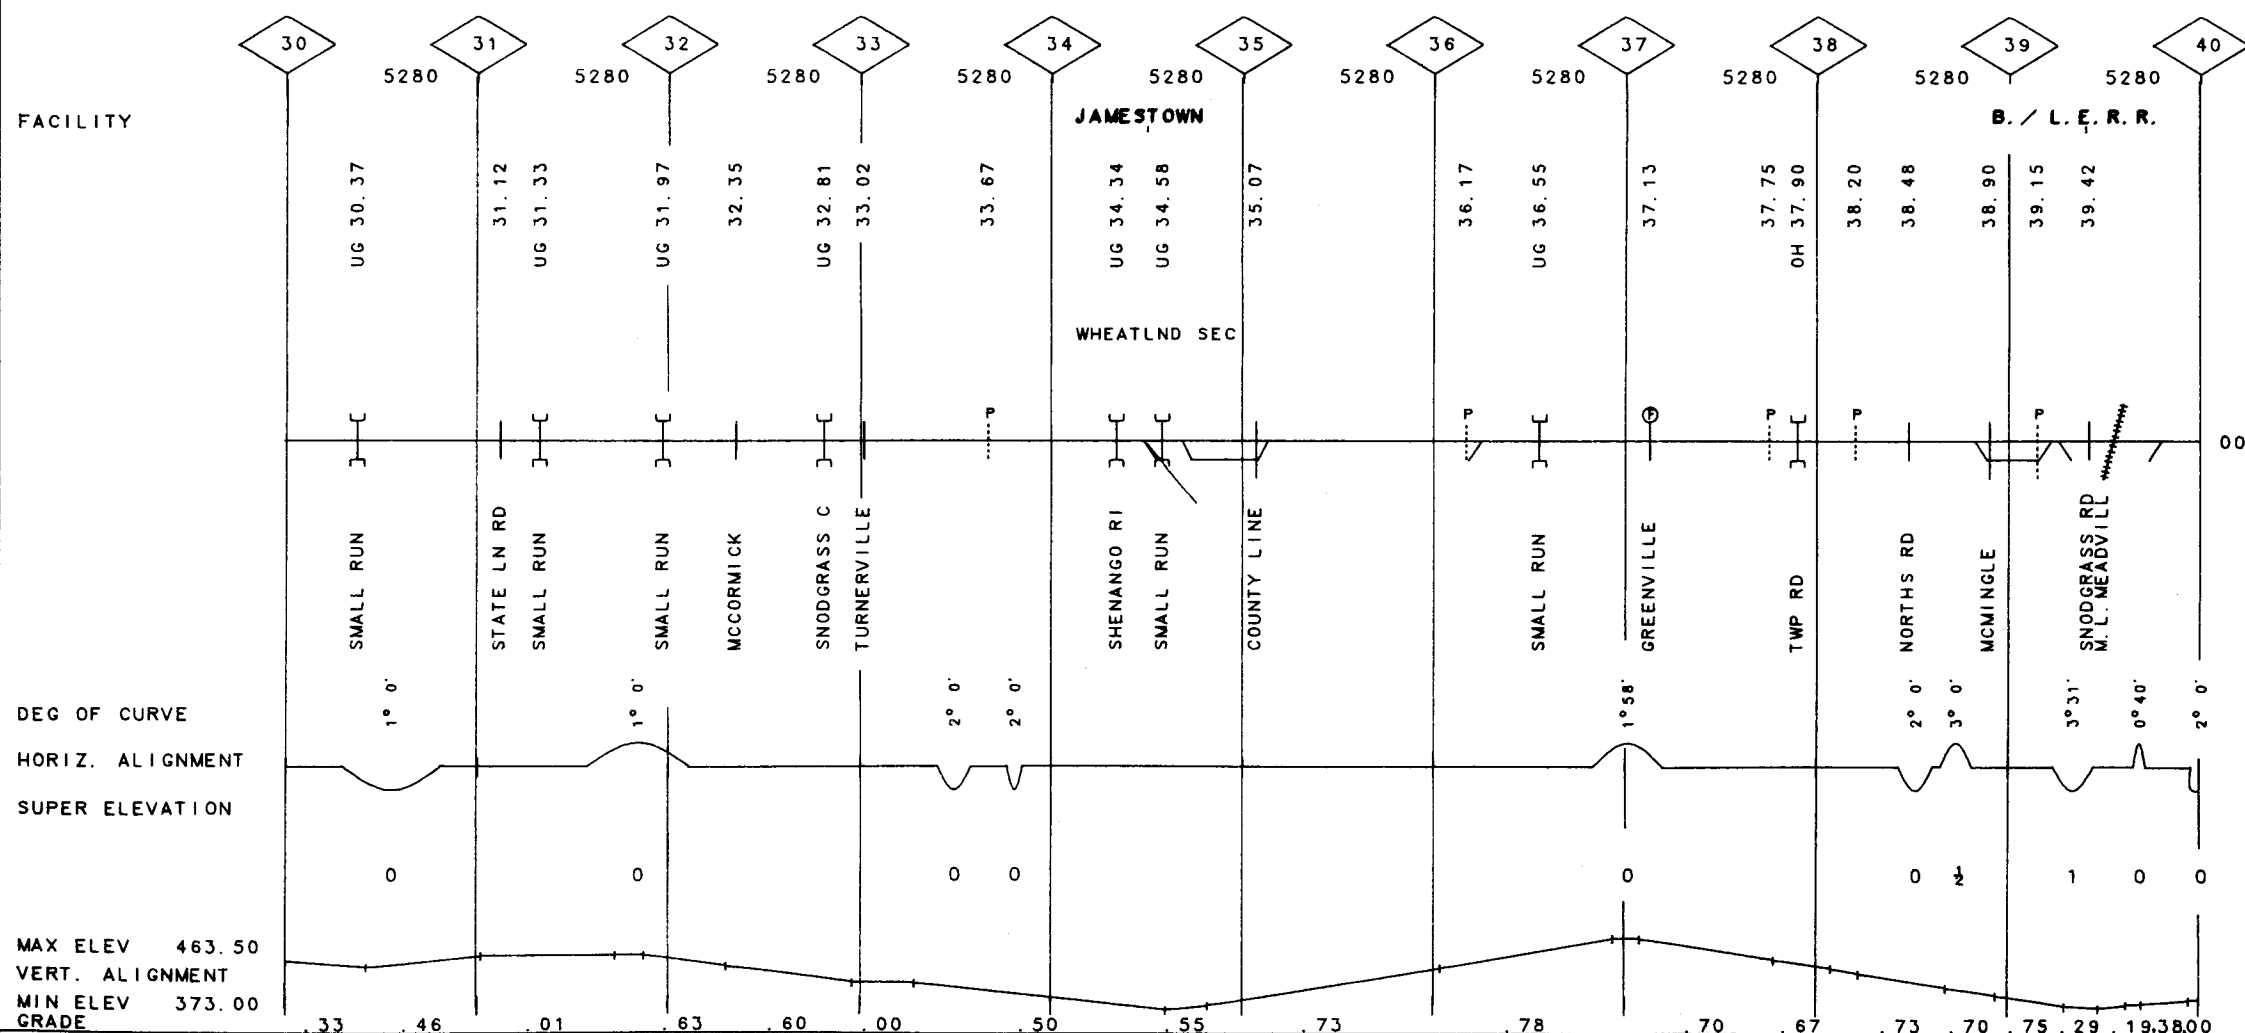 30 31 32 33 34 35 36 37 38 39 40
5280 5280 5280 5280 5280 5280 5280 5280 5280 5280
FACILITY JAMESTOWN B. / L. E. R. R.
UG 30.37
31.12
UG 31.33
UG 31.97
32.35
UG 32.81
33.02
33.67
UG 34.34
UG 34.58
35.07
36.17
UG 36.55
37.13
37.75
OH 37.90
38.20
38.48
38.90
39.15
39.42
WHEATLND SEC
P P P P P P
00
SMALL RUN
STATE LN RD
SMALL RUN
SMALL RUN
MCCORMICK
SNODGRASS C
TURNERVILLE
SHENANGO RI
SMALL RUN
COUNTY LINE
SMALL RUN
GREENVILLE
TWP RD
NORTHS RD
MCMINGLE
SNODGRASS RD
M. L. MEADVILL
DEG OF CURVE 1° 0' 1° 0' 2° 0' 2° 0' 1°58' 2° 0' 3° 0' 3°31' 0°40' 2° 0'
HORIZ. ALIGNMENT
SUPER ELEVATION
0 0 0 0 0 0 ½ 1 0 0
MAX ELEV 463.50
VERT. ALIGNMENT
MIN ELEV 373.00
GRADE .33 .46 .01 .63 .60 .00 .50 .55 .73 .78 .70 .67 .73 .70 .75 .29 .19 .38 .00